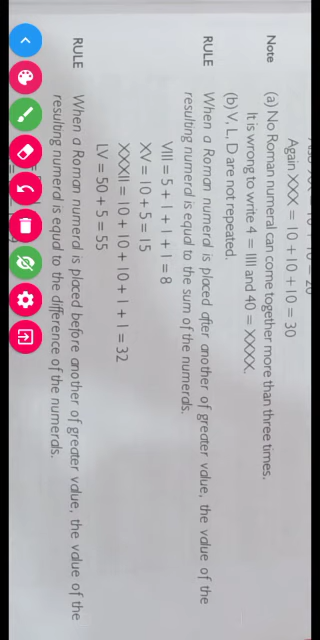 Again XXX = 10 + 10 + 10 = 30
Note (a) No Roman numeral can come together more than three times.
It is wrong to write 4 = IIII and 40 = XXXX.
(b) V, L, D are not repeated.
RULE When a Roman numeral is placed after another of greater value, the value of the
resulting numeral is equal to the sum of the numerals.
VIII = 5 + 1 + 1 + 1 = 8
XV = 10 + 5 = 15
XXXII = 10 + 10 + 10 + 1 + 1 = 32
LV = 50 + 5 = 55
RULE When a Roman numeral is placed before another of greater value, the value of the
resulting numeral is equal to the difference of the numerals.